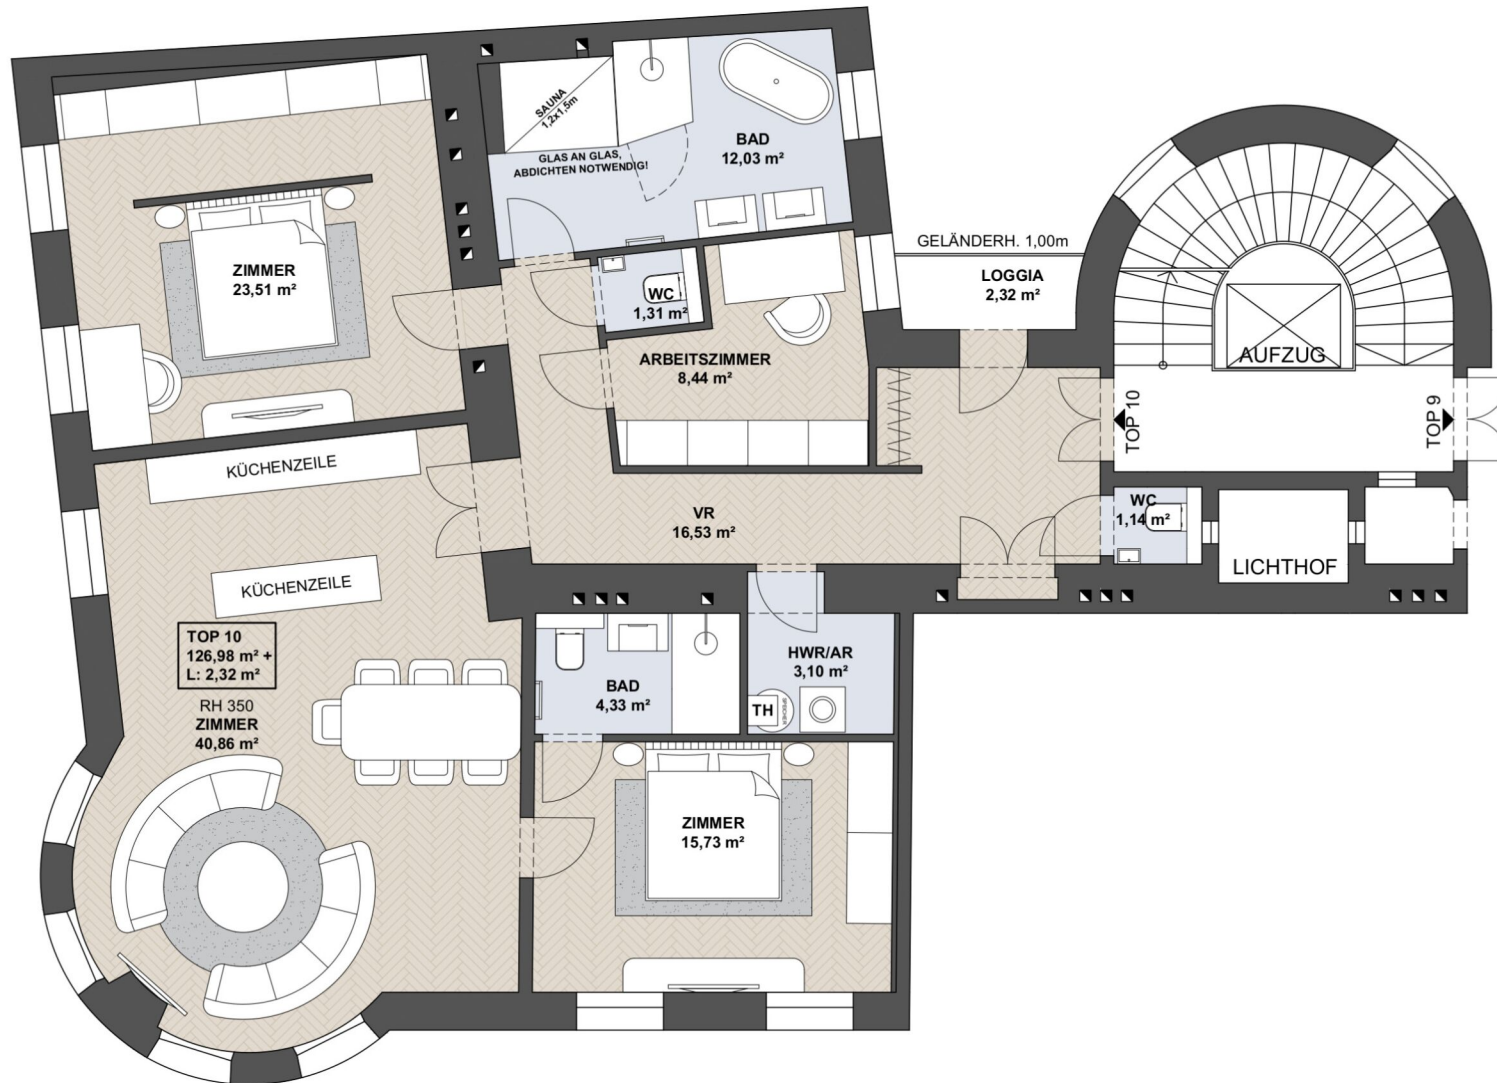 SAUNA
1,2x1,5m
GLAS AN GLAS,
ABDICHTEN NOTWENDIG!
BAD
12,03 m²
GELÄNDERH. 1,00m
LOGGIA
2,32 m²
ZIMMER
23,51 m²
WC
1,31 m²
ARBEITSZIMMER
8,44 m²
AUFZUG
TOP 10
TOP 9
KÜCHENZEILE
VR
16,53 m²
WC
1,14 m²
LICHTHOF
KÜCHENZEILE
TOP 10
126,98 m² +
L: 2,32 m²
RH 350
ZIMMER
40,86 m²
BAD
4,33 m²
HWR/AR
3,10 m²
TH
SPEICHER
ZIMMER
15,73 m²